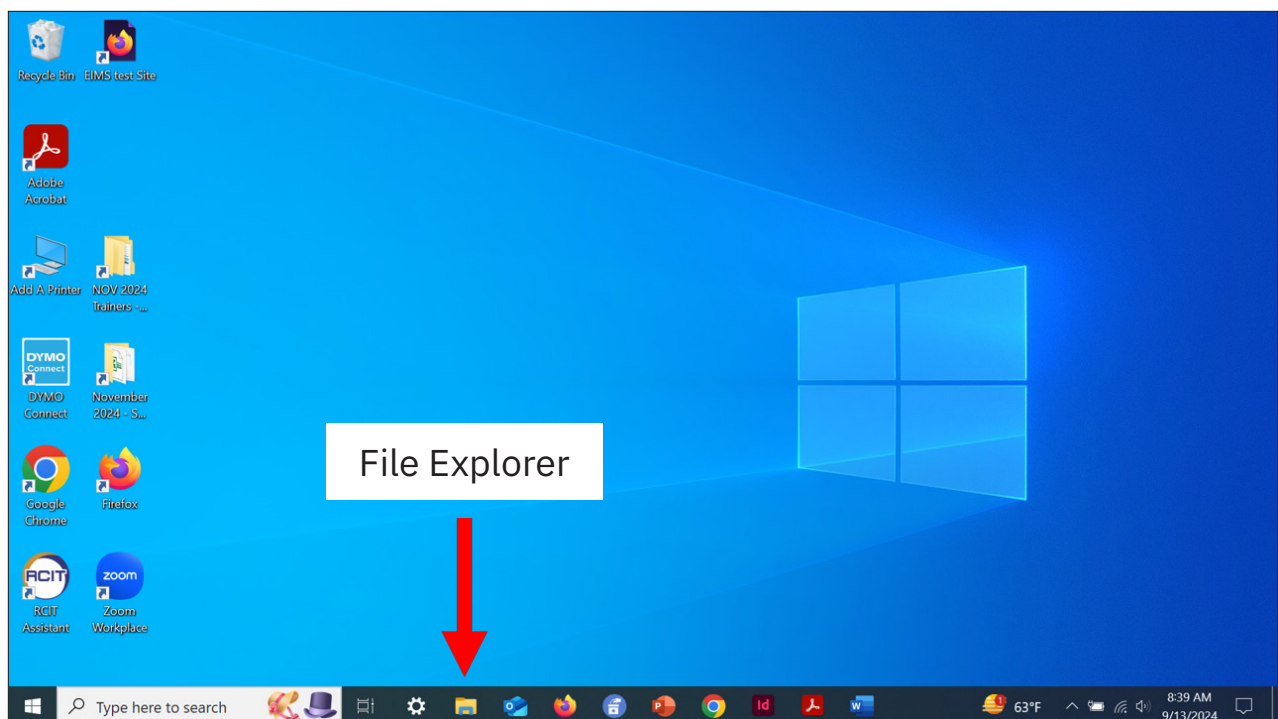 Recycle Bin
EIMS test Site
Adobe
Acrobat
Add A Printer
NOV 2024
Trainers -...
DYMO
Connect
DYMO
Connect
November
2024 - S...
Google
Chrome
Firefox
RCIT
RCIT
Assistant
zoom
Zoom
Workplace
File Explorer
Type here to search
Id
W
1
63°F
8:39 AM
9/13/2024